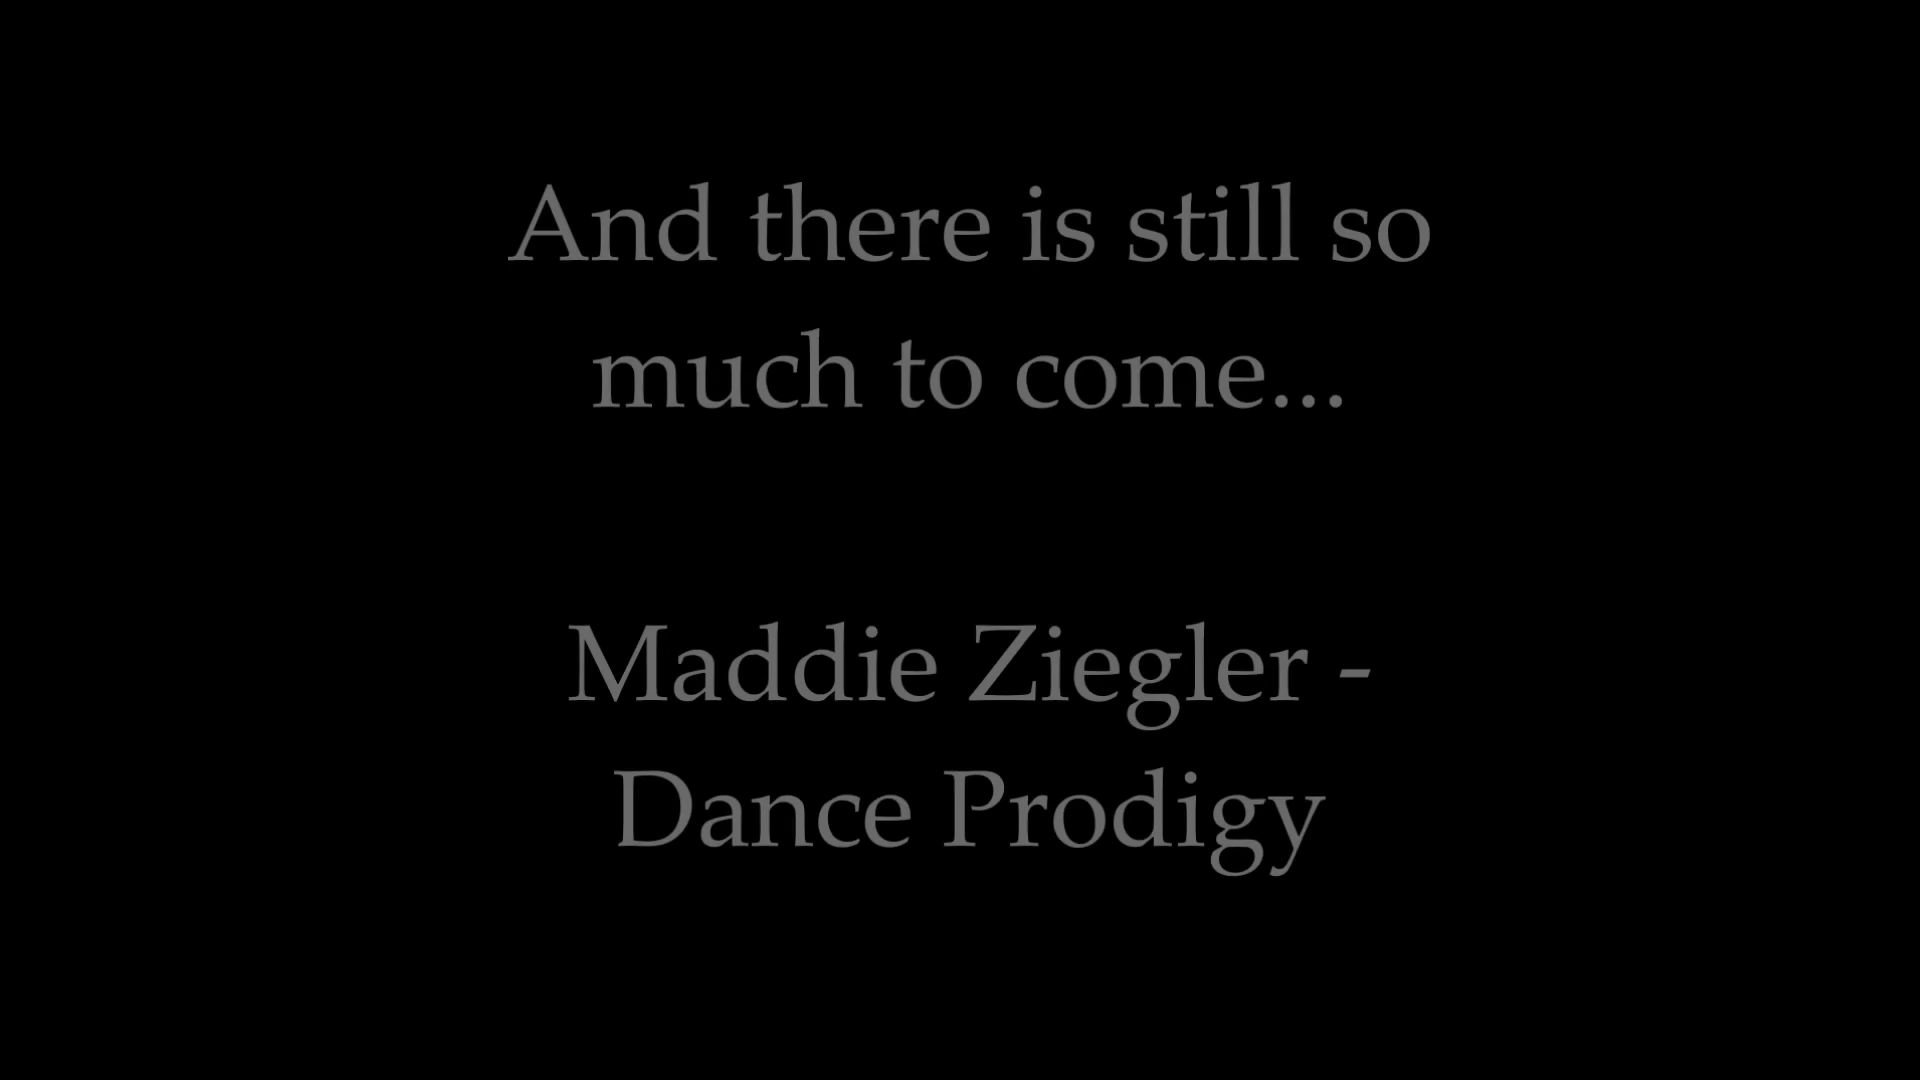 And there is still so
much to come...
Maddie Ziegler -
Dance Prodigy